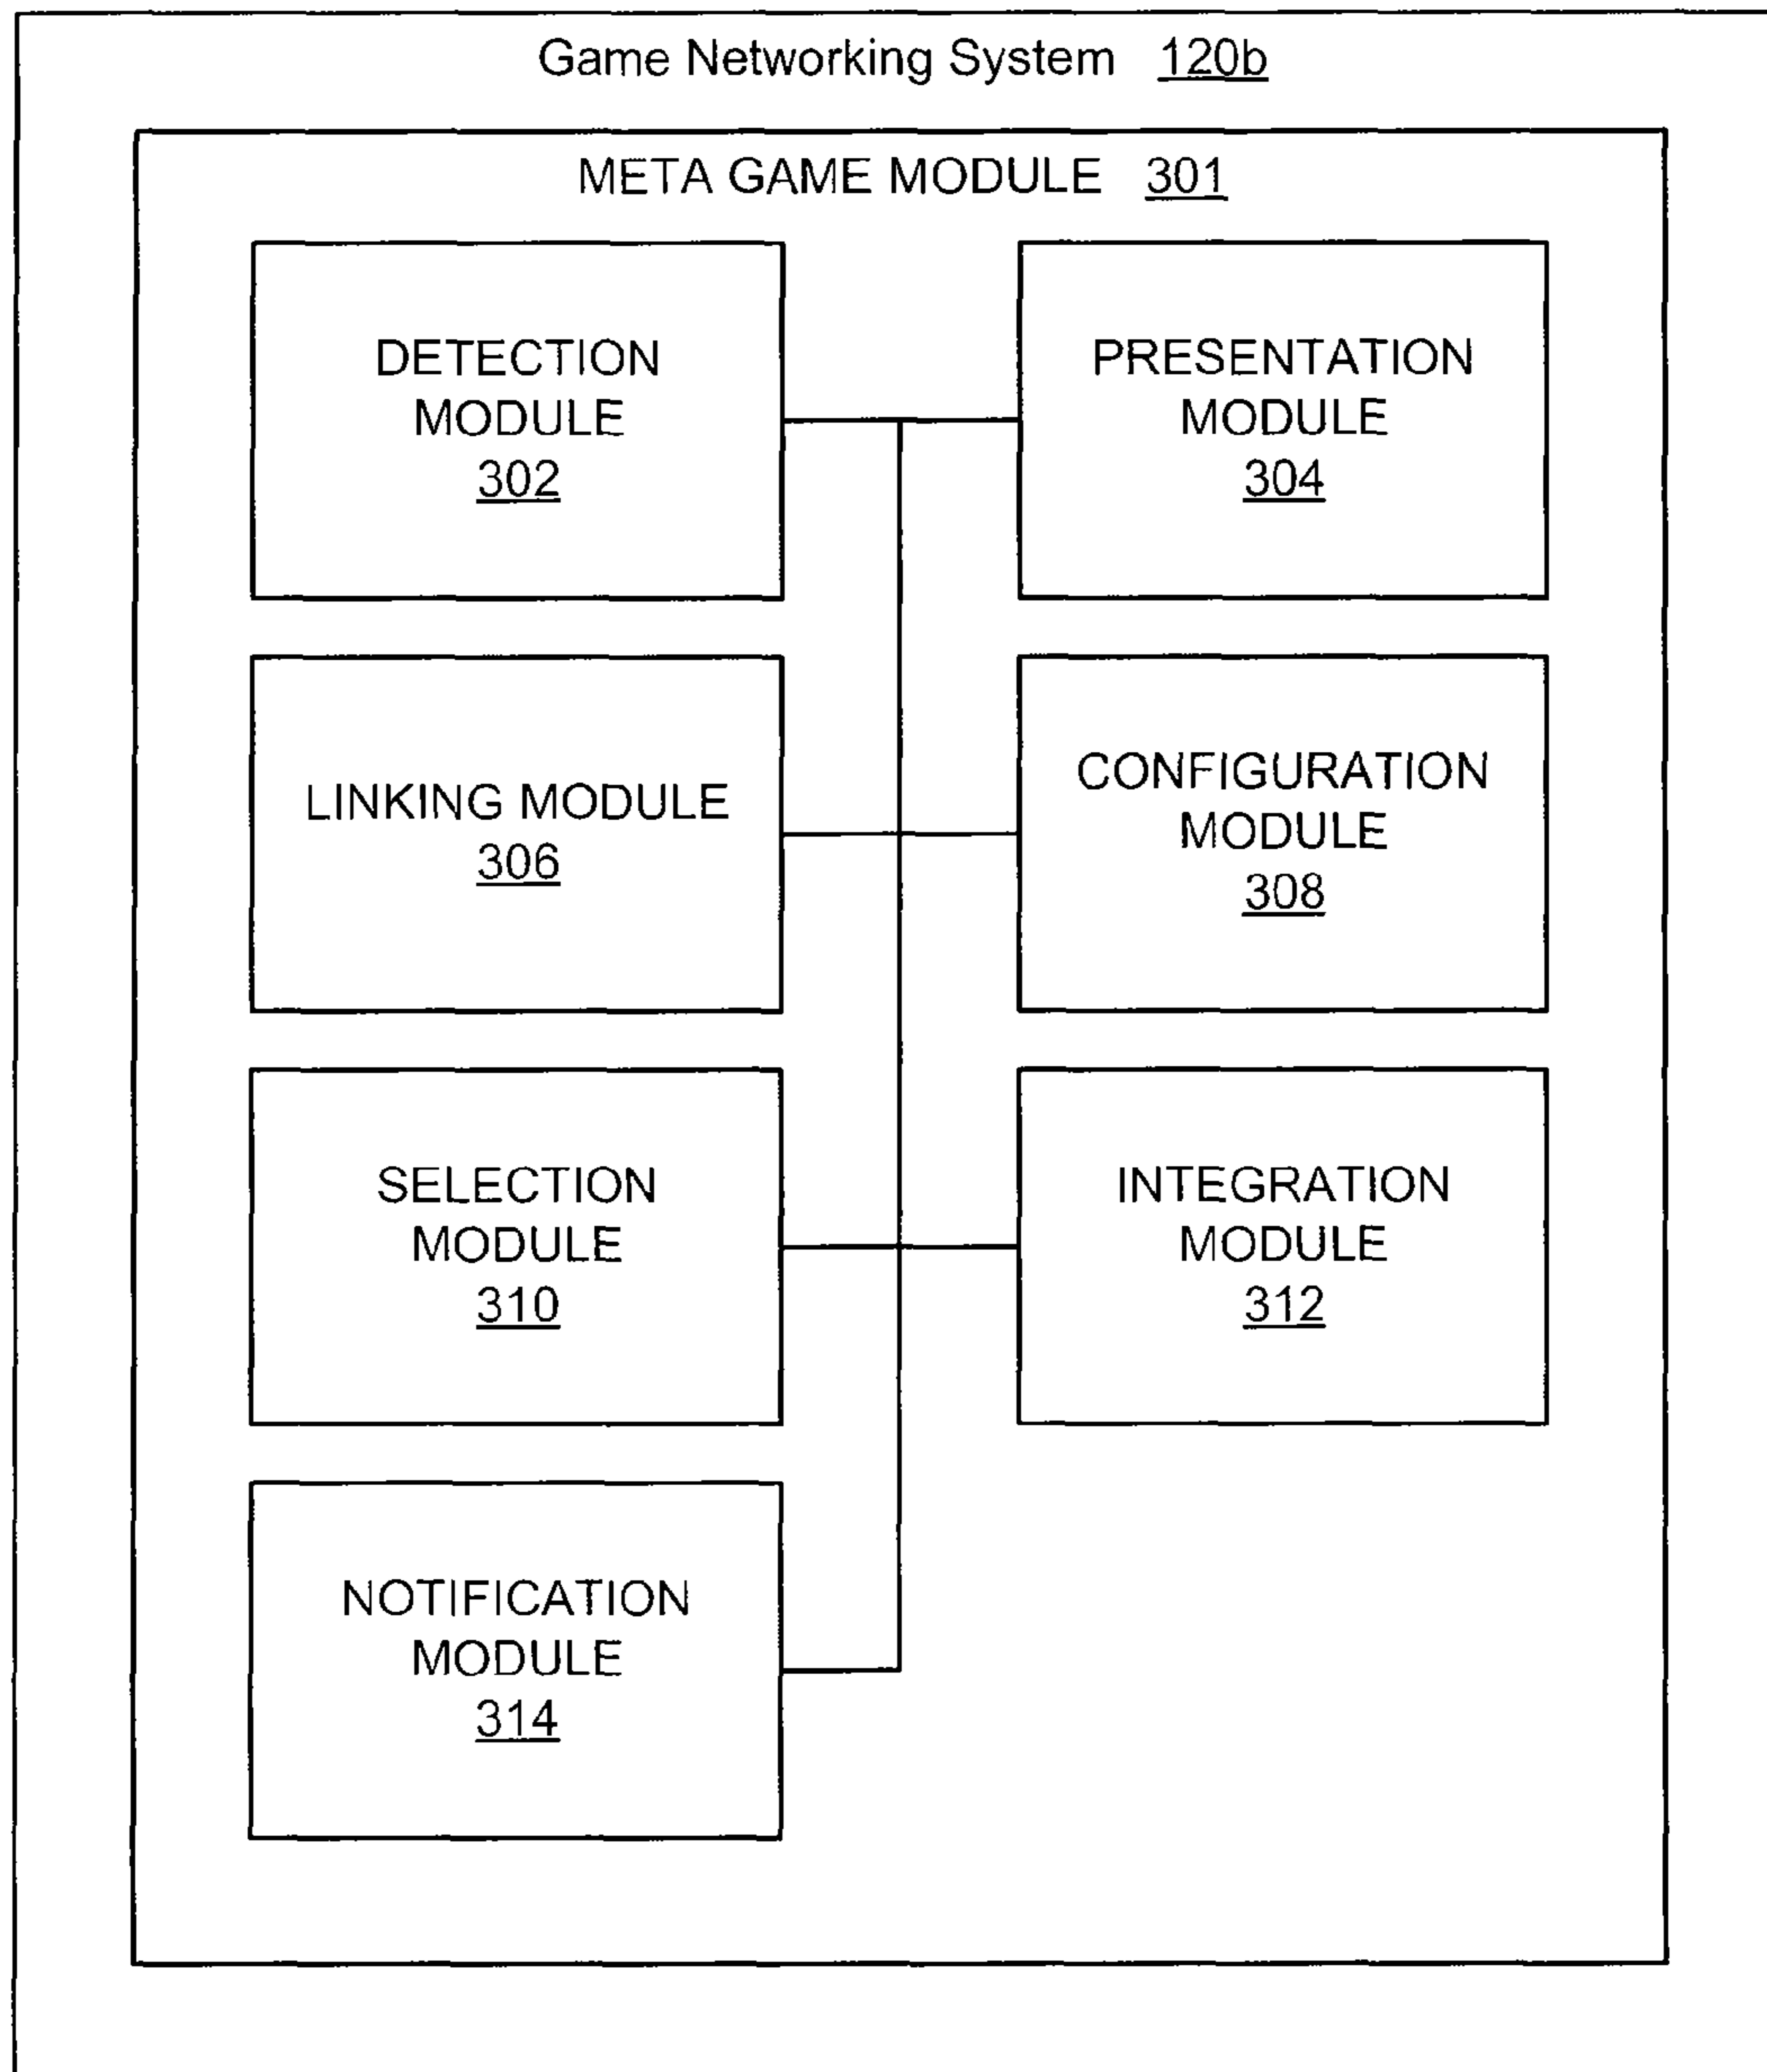 Game Networking System 120b
META GAME MODULE 301
DETECTION
MODULE
302
PRESENTATION
MODULE
304
LINKING MODULE
306
CONFIGURATION
MODULE
308
SELECTION
MODULE
310
INTEGRATION
MODULE
312
NOTIFICATION
MODULE
314